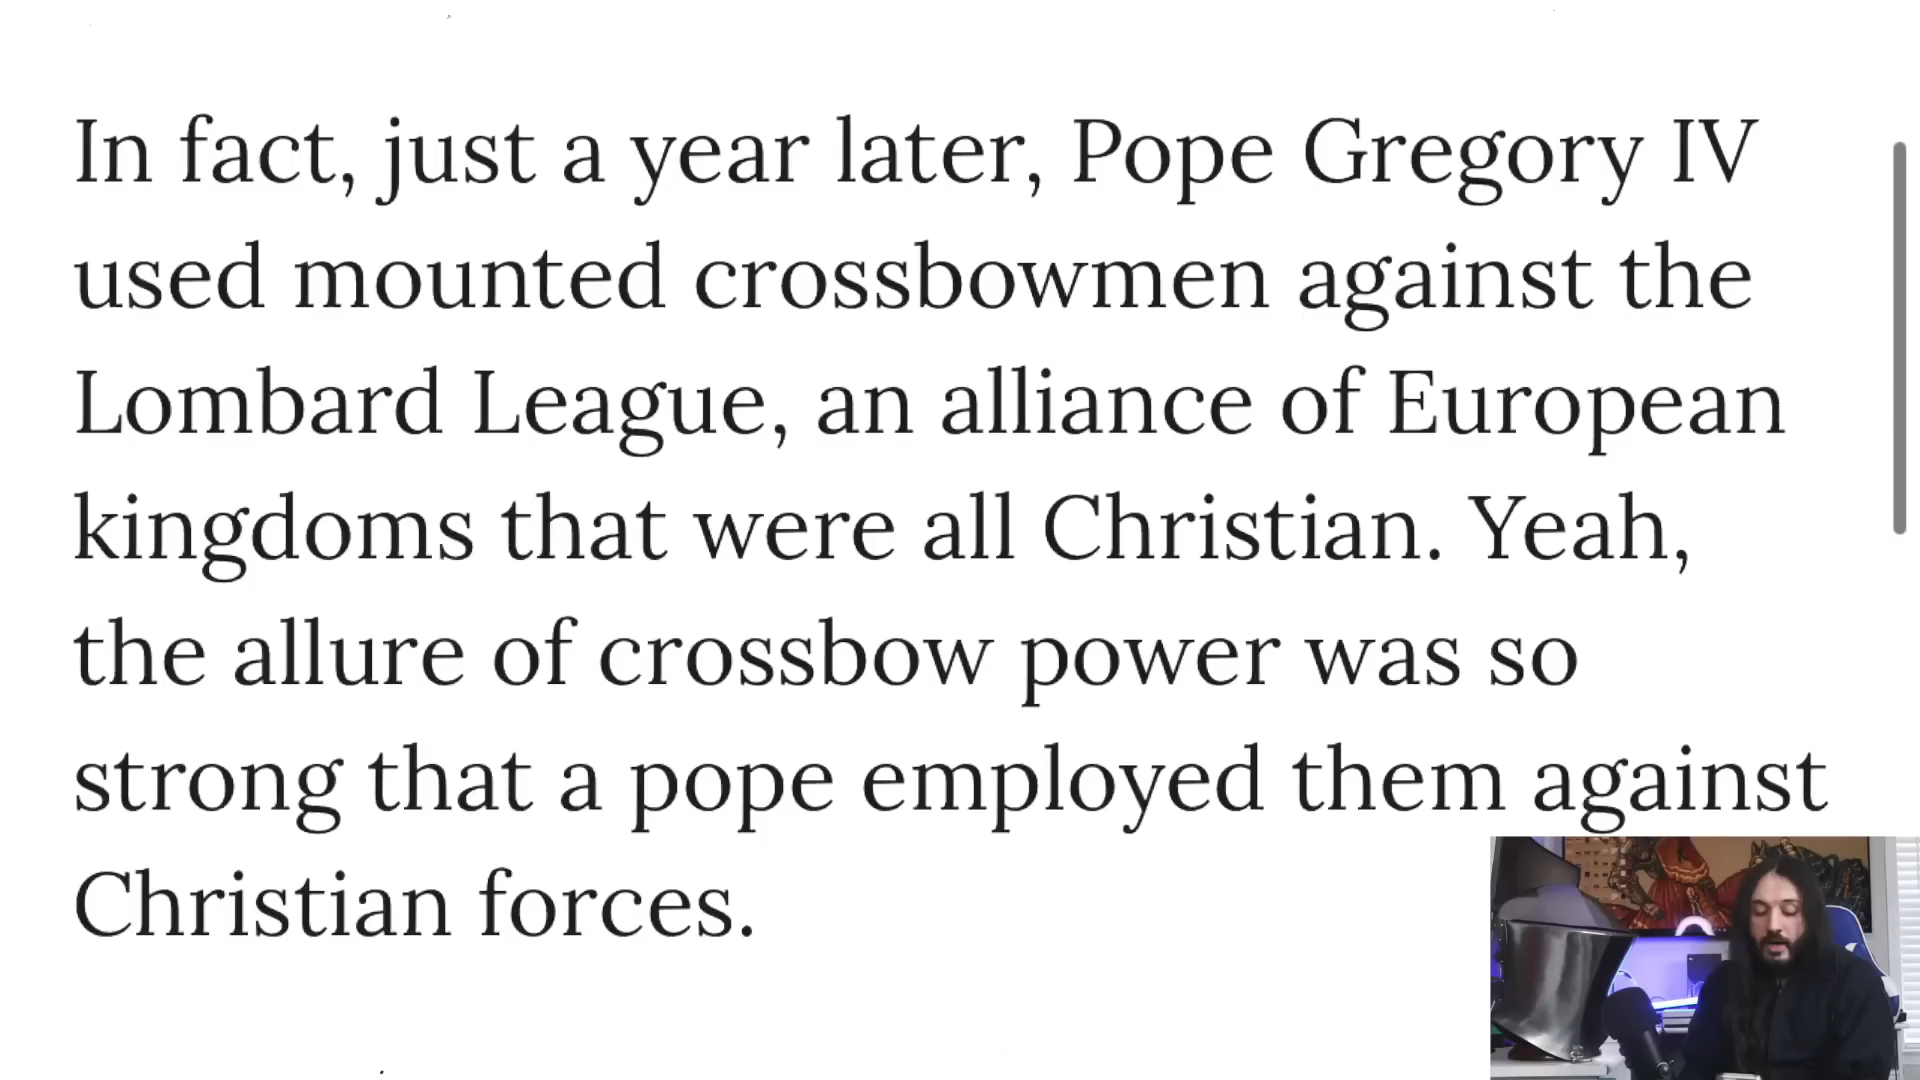 In fact, just a year later, Pope Gregory IV
used mounted crossbowmen against the
Lombard League, an alliance of European
kingdoms that were all Christian. Yeah,
the allure of crossbow power was so
strong that a pope employed them against
Christian forces.